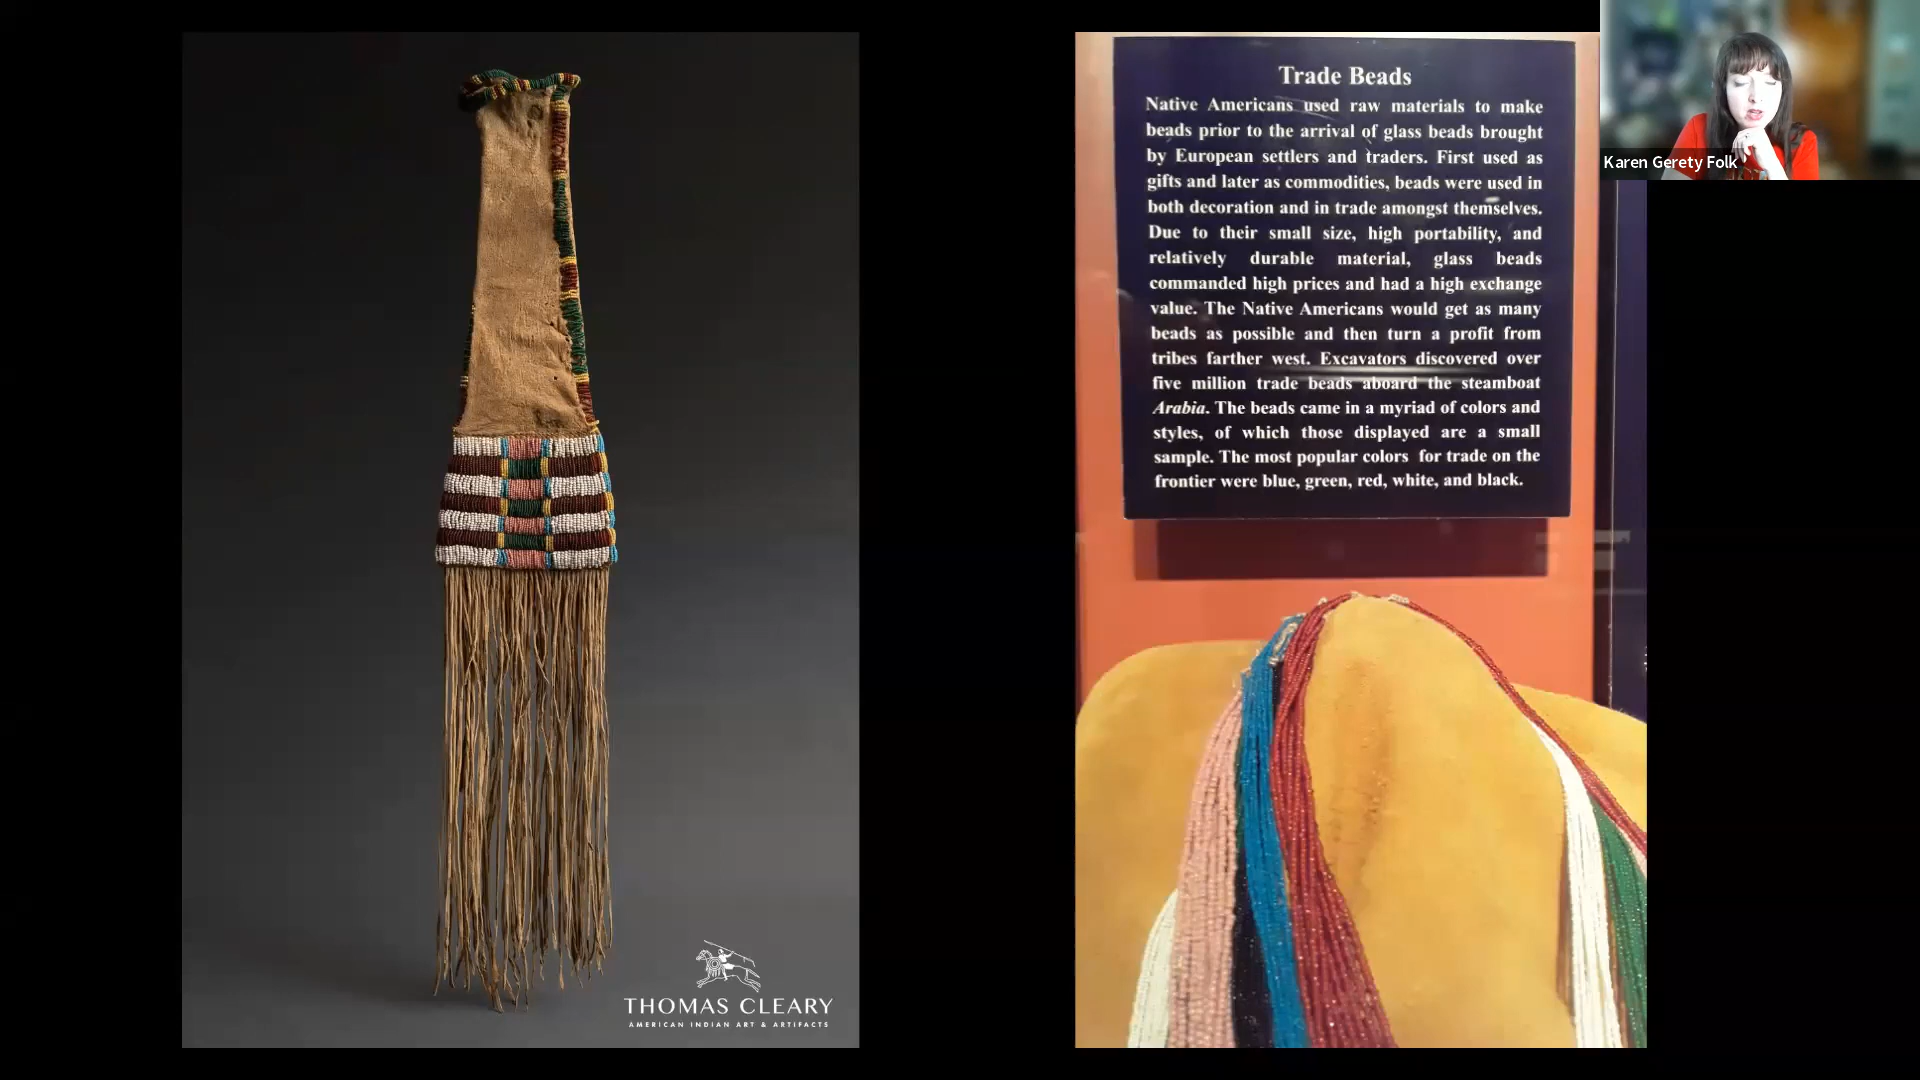 THOMAS CLEARY
AMERICAN INDIAN ART & ARTIFACTS
Trade Beads
Native Americans used raw materials to make
beads prior to the arrival of glass beads brought
by European settlers and traders. First used as
gifts and later as commodities, beads were used in
both decoration and in trade amongst themselves.
Due to their small size, high portability, and
relatively durable material, glass beads
commanded high prices and had a high exchange
value. The Native Americans would get as many
beads as possible and then turn a profit from
tribes farther west. Excavators discovered over
five million trade beads aboard the steamboat
Arabia. The beads came in a myriad of colors and
styles, of which those displayed are a small
sample. The most popular colors for trade on the
frontier were blue, green, red, white, and black.
Karen Gerety Folk